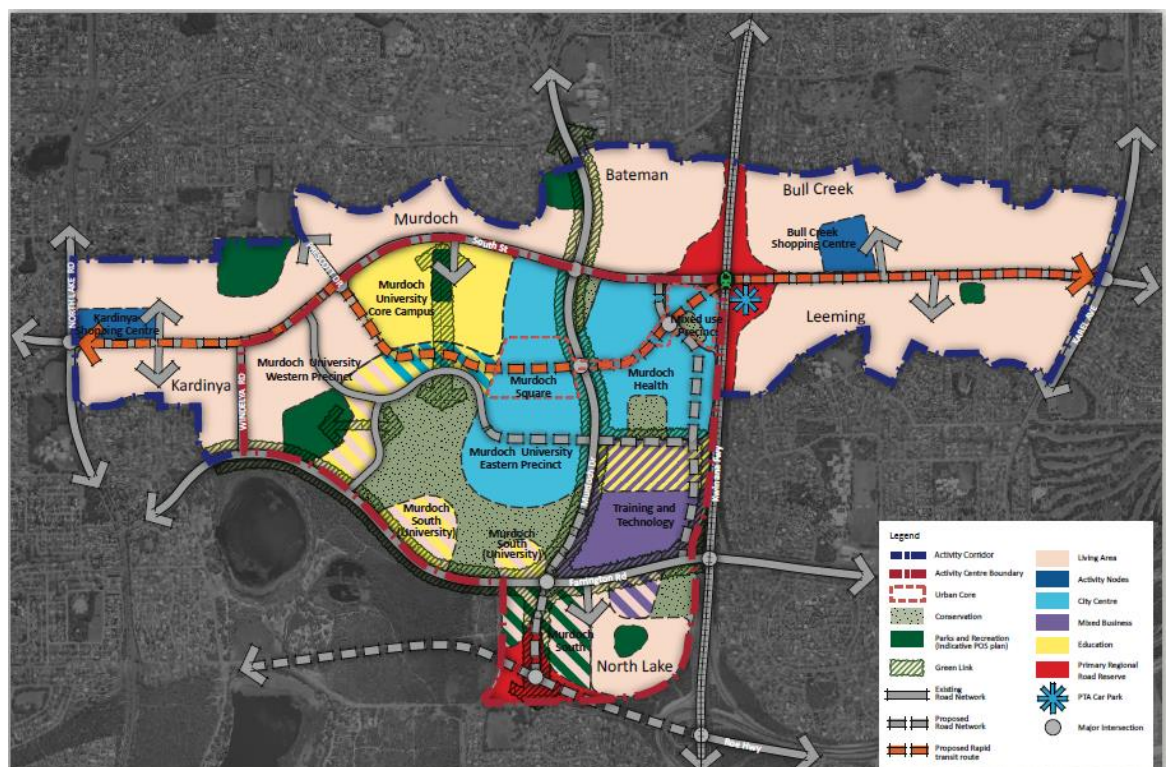 Bateman
Bull Creek
Murdoch
South St
Bull Creek
Shopping Centre
NORTH LAKE RD
Murdoch
University
Core Campus
Mixed use
Precinct
Leeming
Kardinya
Shopping Centre
KAREL AVE
Murdoch University
Western Precinct
Murdoch
Square
Murdoch
Health
Kardinya
WINDELYA RD
Murdoch University
Eastern Precinct
Murdoch Dr
Kwinana Fwy
Murdoch
South
(University)
Training and
Technology
Murdoch
South
(University)
Farrington Rd
Murdoch
South
North Lake
Roe Hwy
Legend
Activity Corridor
Activity Centre Boundary
Urban Core
Conservation
Parks and Recreation
(Indicative POS plan)
Green Link
Existing
Road Network
Proposed
Road Network
Proposed Rapid
transit route
Living Area
Activity Nodes
City Centre
Mixed Business
Education
Primary Regional
Road Reserve
PTA Car Park
Major Intersection